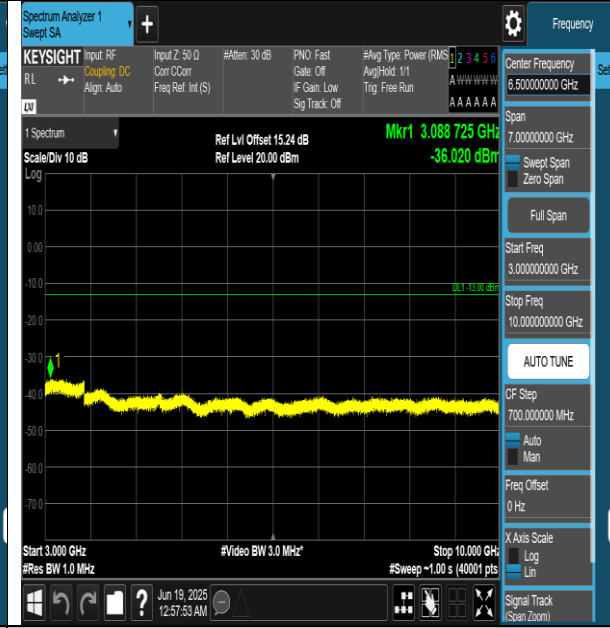 Spectrum Analyzer 1
Swept SA
+
Frequency
KEYSIGHT
Input: RF
Input Z: 50 Ω
#Atten: 30 dB
PNO: Fast
#Avg Type: Power (RMS
1 2 3 4 5 6
RL
Coupling: DC
Corr CCorr
Gate: Off
Avg|Hold: 1/1
A W W W W W
Align: Auto
Freq Ref: Int (S)
IF Gain: Low
Trig: Free Run
Sig Track: Off
A A A A A A
LXI
1 Spectrum
Ref Lvl Offset 15.24 dB
Mkr1 3.088 725 GHz
Scale/Div 10 dB
Ref Level 20.00 dBm
-36.020 dBm
Log
10.0
0.00
-10.0
DL1 -13.00 dBm
-20.0
-30.0
1
-40.0
-50.0
-60.0
-70.0
Start 3.000 GHz
#Video BW 3.0 MHz*
Stop 10.000 GHz
#Res BW 1.0 MHz
#Sweep ~1.00 s (40001 pts
Jun 19, 2025
12:57:53 AM
?
Center Frequency
6.500000000 GHz
Span
7.00000000 GHz
Swept Span
Zero Span
Full Span
Start Freq
3.000000000 GHz
Stop Freq
10.000000000 GHz
AUTO TUNE
CF Step
700.000000 MHz
Auto
Man
Freq Offset
0 Hz
X Axis Scale
Log
Lin
Signal Track
(Span Zoom)